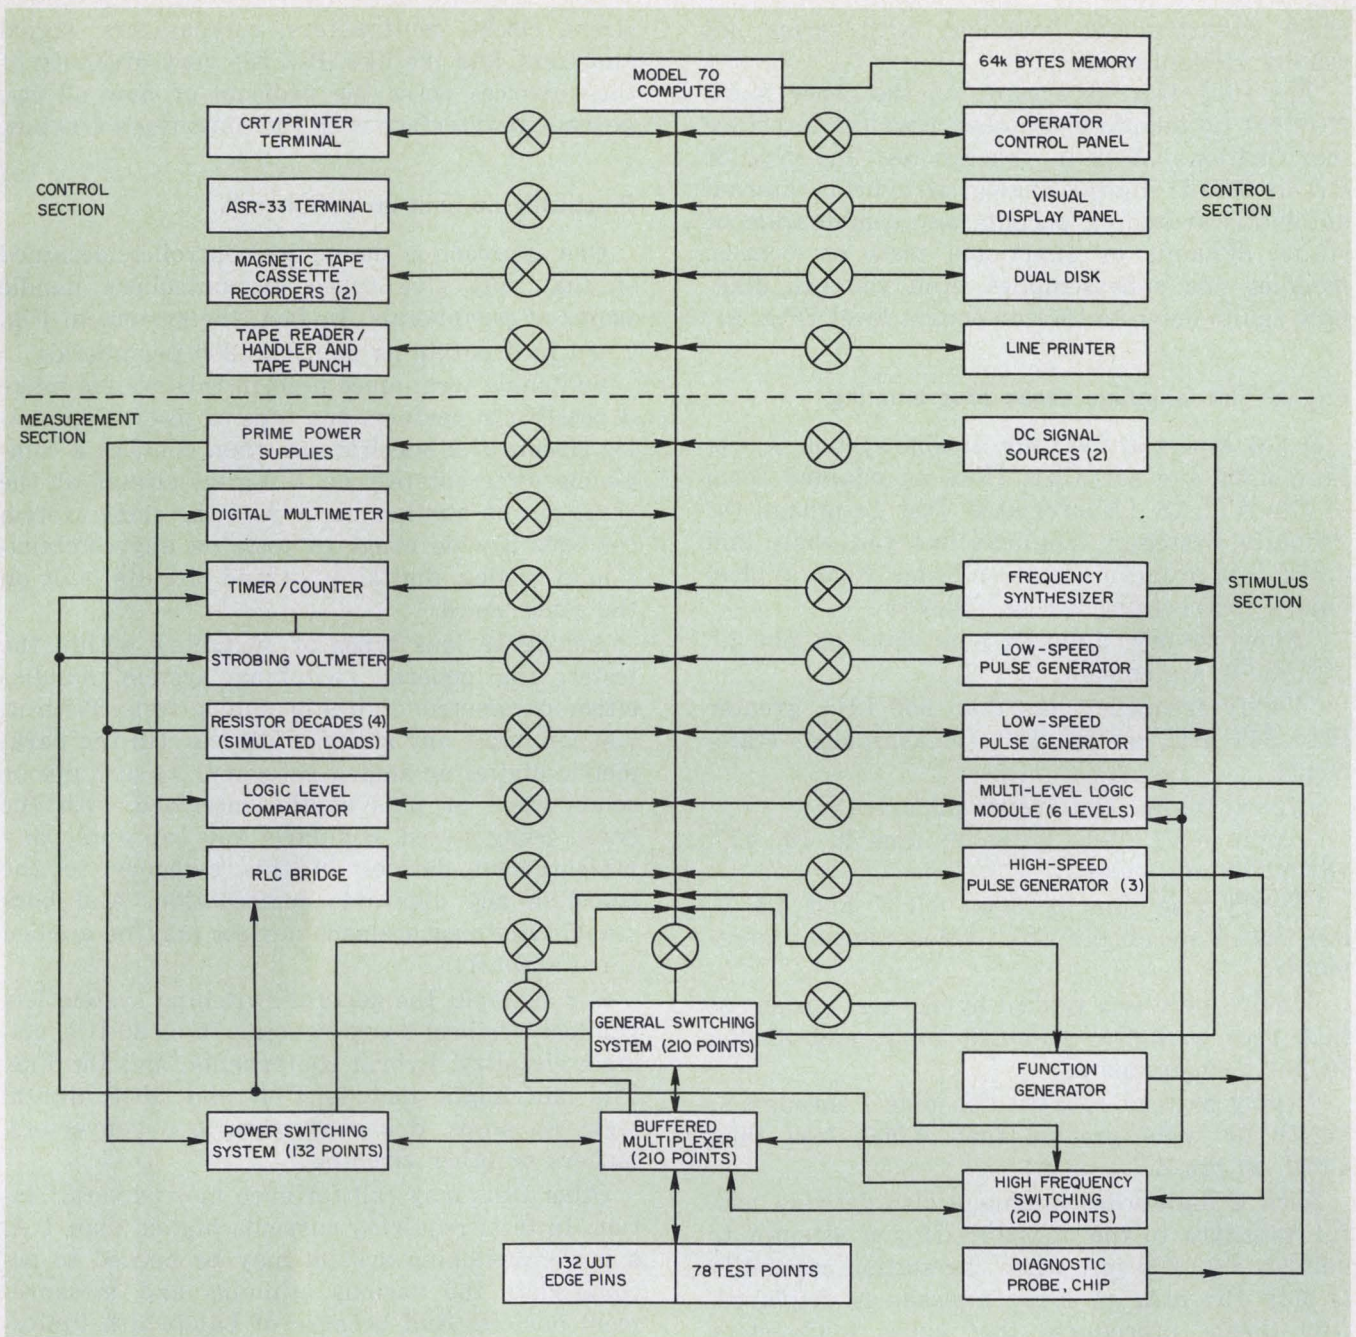 MODEL 70
COMPUTER
64k BYTES MEMORY
CRT/PRINTER
TERMINAL
OPERATOR
CONTROL PANEL
CONTROL
SECTION
ASR-33 TERMINAL
VISUAL
DISPLAY PANEL
CONTROL
SECTION
MAGNETIC TAPE
CASSETTE
RECORDERS (2)
DUAL DISK
TAPE READER/
HANDLER AND
TAPE PUNCH
LINE PRINTER
MEASUREMENT
SECTION
PRIME POWER
SUPPLIES
DC SIGNAL
SOURCES (2)
DIGITAL MULTIMETER
TIMER/COUNTER
FREQUENCY
SYNTHESIZER
STIMULUS
SECTION
STROBING VOLTMETER
LOW-SPEED
PULSE GENERATOR
RESISTOR DECADES (4)
(SIMULATED LOADS)
LOW-SPEED
PULSE GENERATOR
LOGIC LEVEL
COMPARATOR
MULTI-LEVEL LOGIC
MODULE (6 LEVELS)
RLC BRIDGE
HIGH-SPEED
PULSE GENERATOR (3)
GENERAL SWITCHING
SYSTEM (210 POINTS)
FUNCTION
GENERATOR
POWER SWITCHING
SYSTEM (132 POINTS)
BUFFERED
MULTIPLEXER
(210 POINTS)
HIGH FREQUENCY
SWITCHING
(210 POINTS)
132 UUT
EDGE PINS
78 TEST POINTS
DIAGNOSTIC
PROBE, CHIP